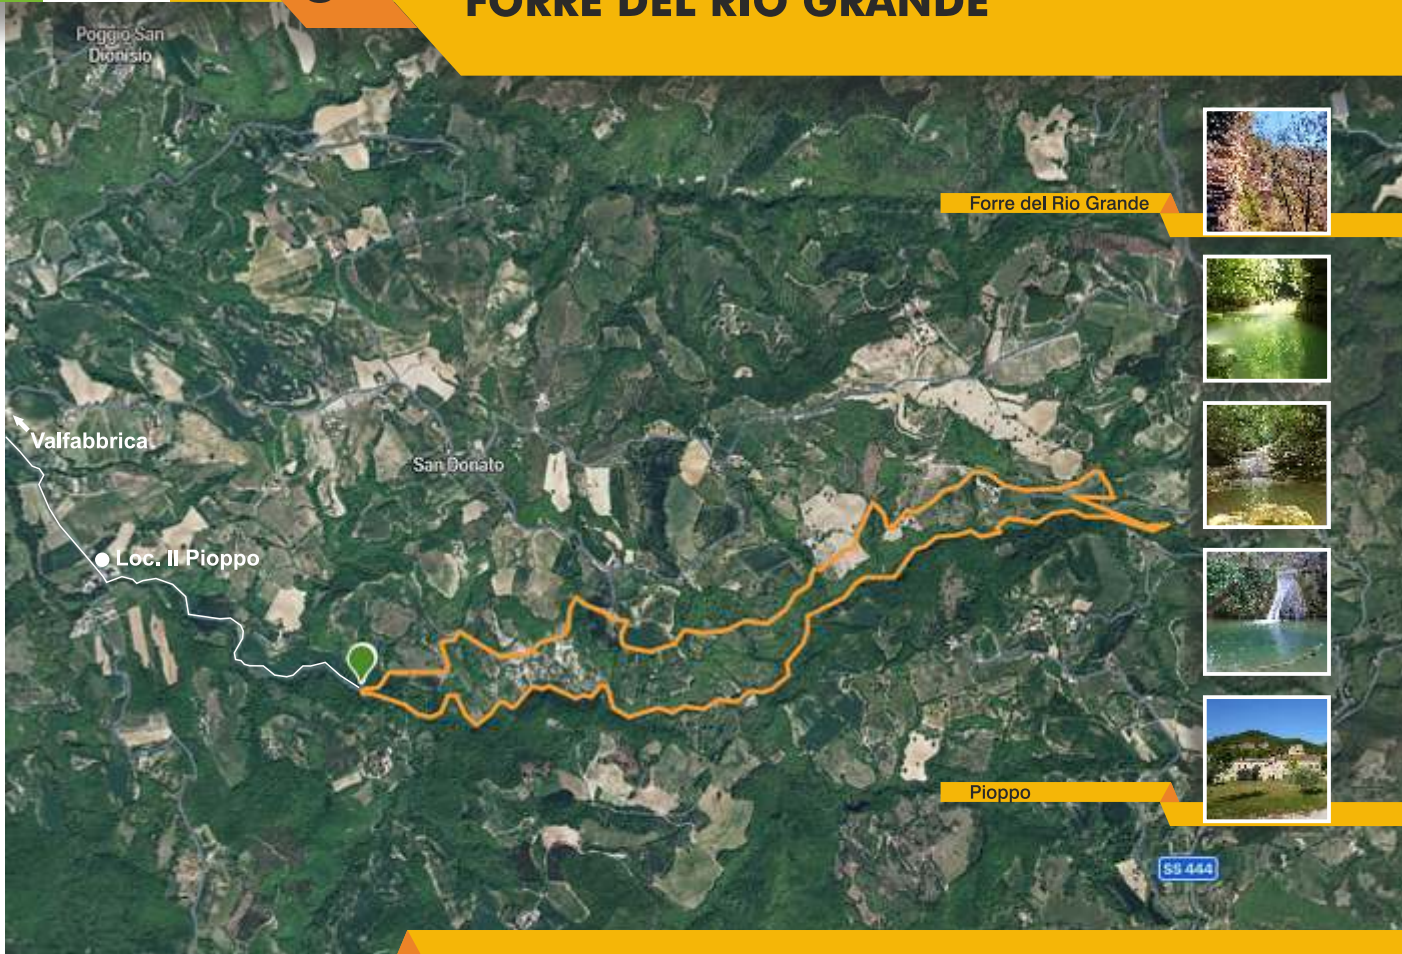 FORRE DEL RIO GRANDE
Poggio San
Dionisio
Forre del Rio Grande
Valfabbrica
San Donato
Loc. Il Pioppo
Pioppo
SS 444